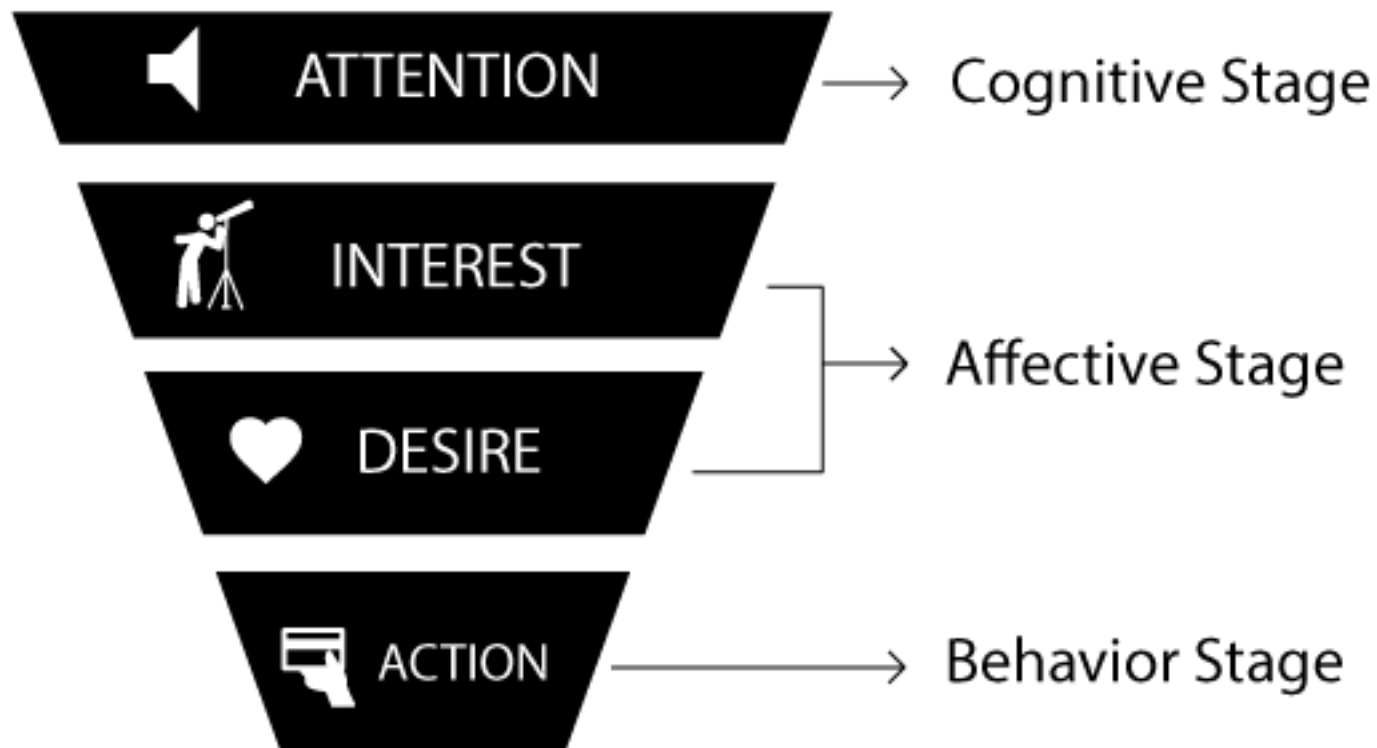 ATTENTION
Cognitive Stage
INTEREST
Affective Stage
DESIRE
ACTION
Behavior Stage